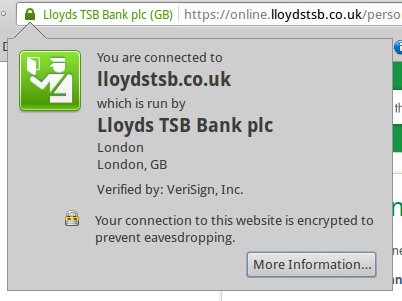 Lloyds TSB Bank plc (GB) https://online.lloydstsb.co.uk/perso
You are connected to
lloydstsb.co.uk
which is run by
Lloyds TSB Bank plc
London
London, GB
Verified by: VeriSign, Inc.
Your connection to this website is encrypted to
prevent eavesdropping.
More Information...